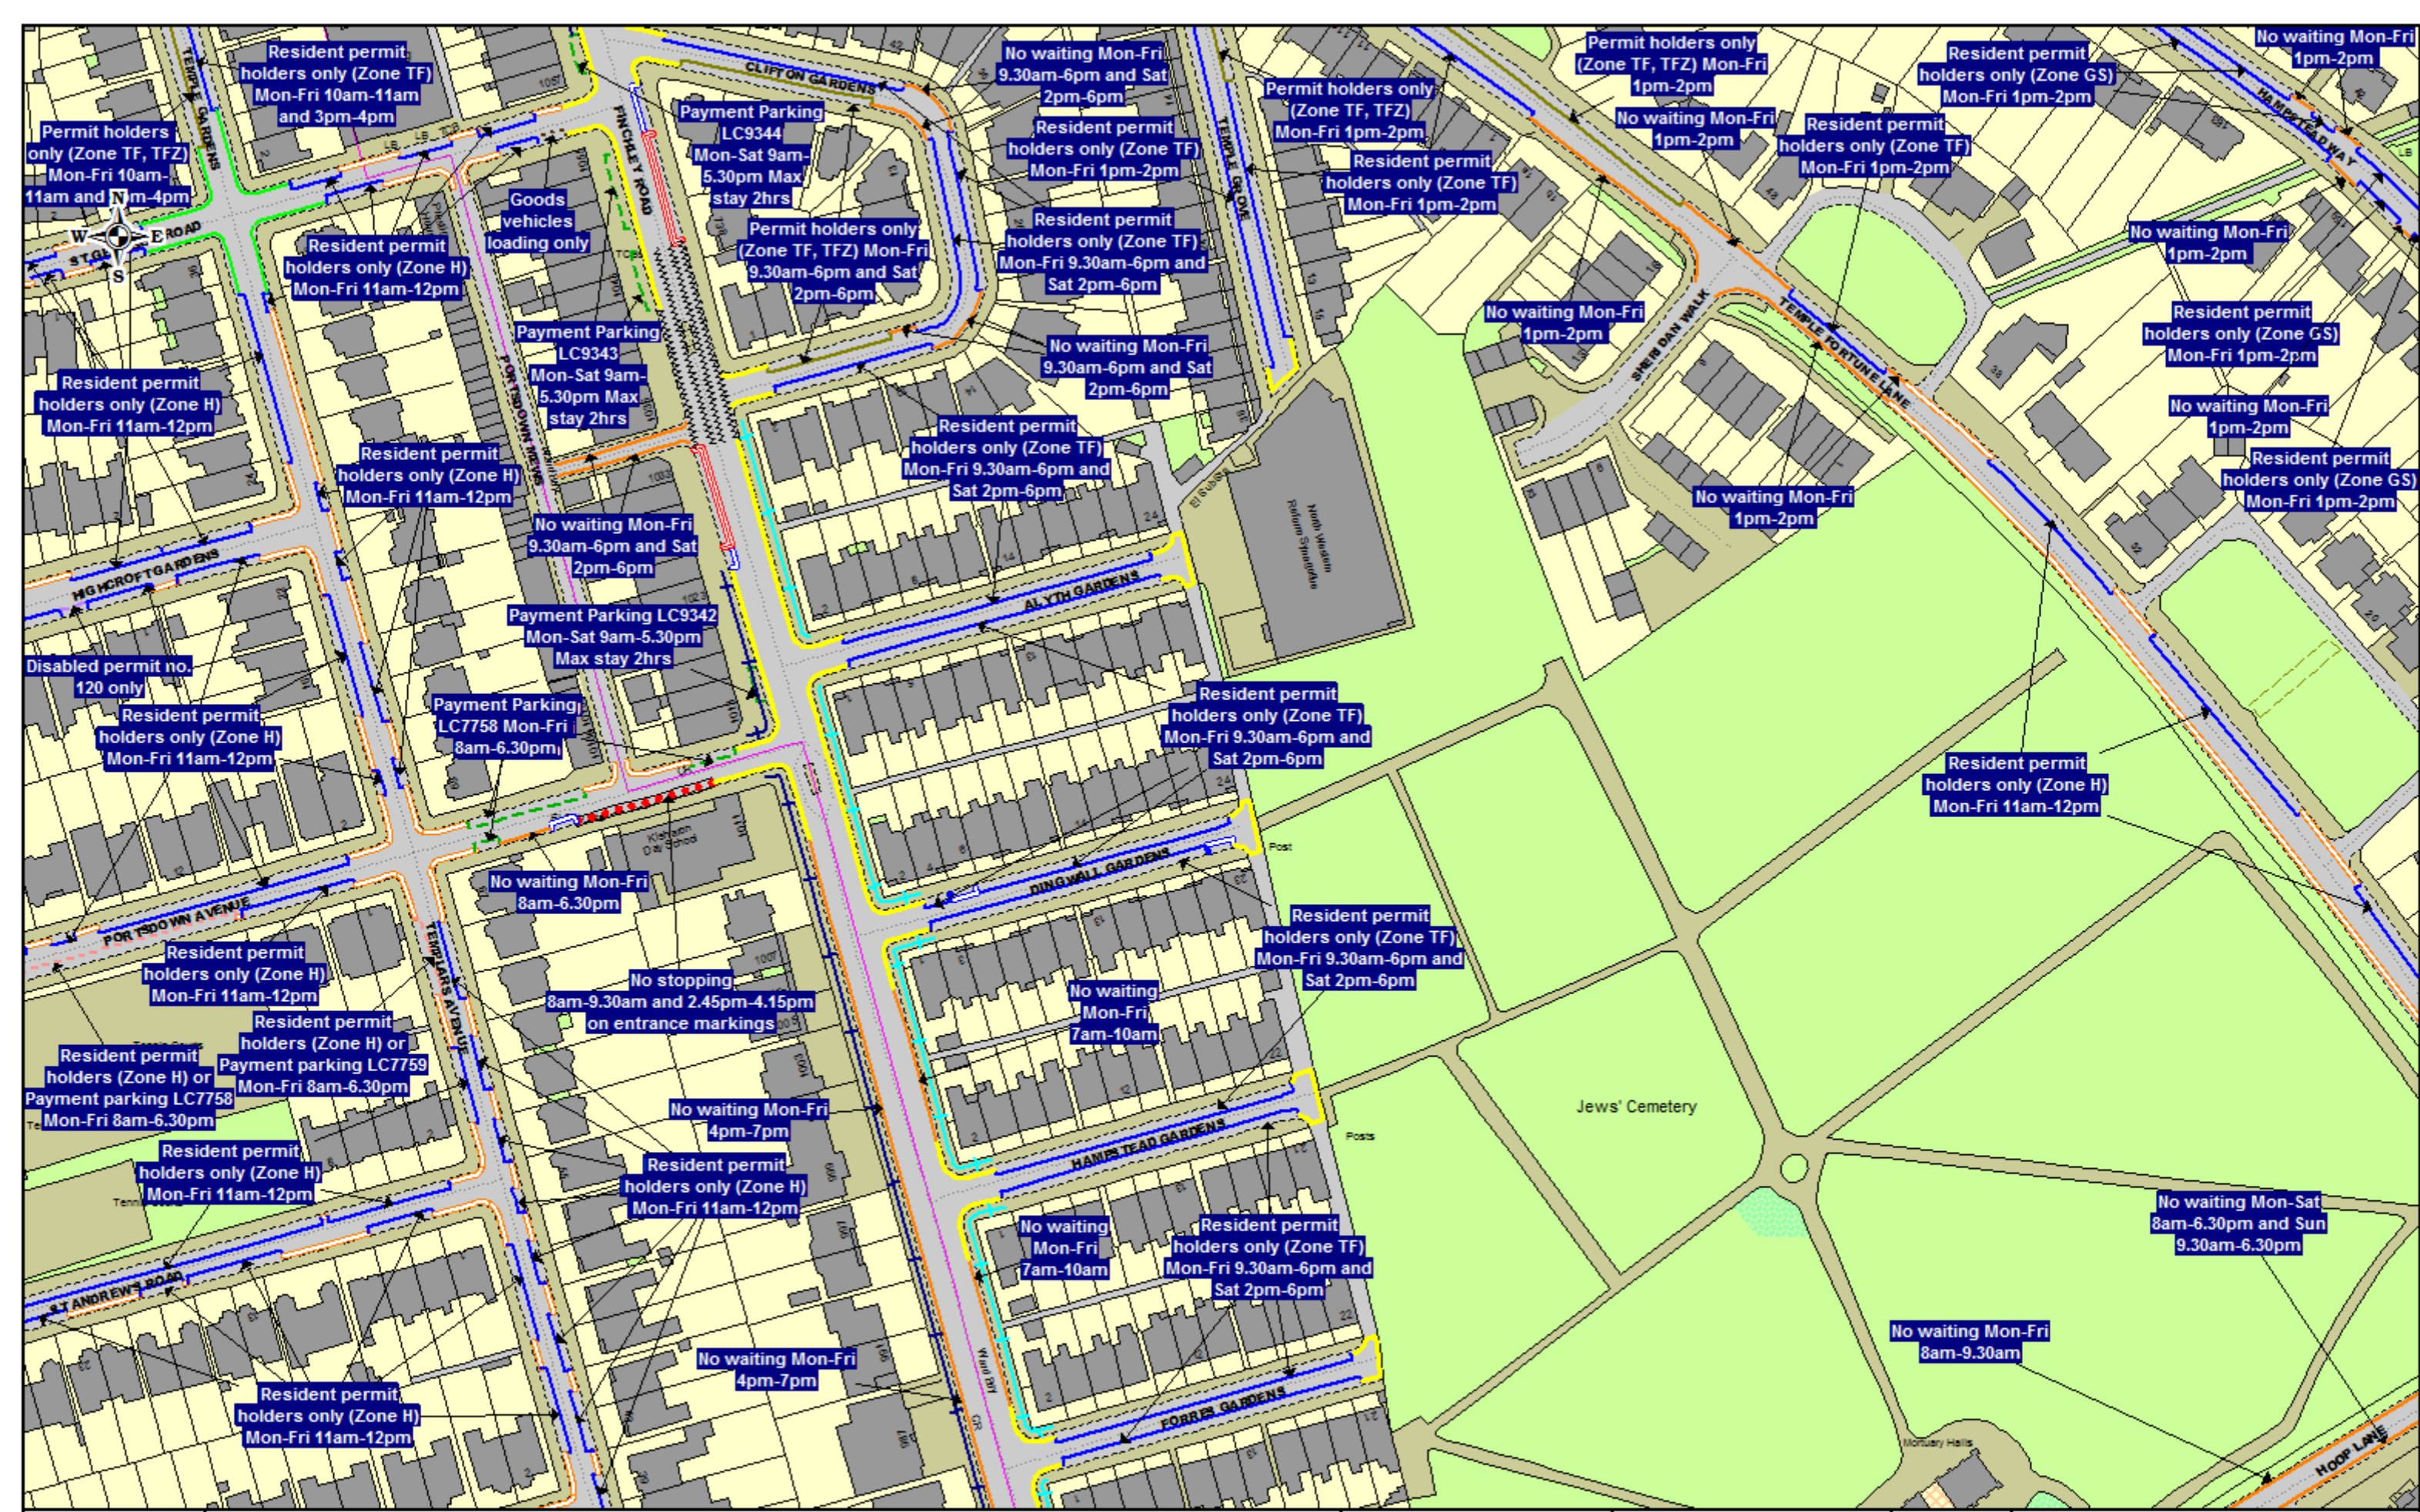 Resident permit
holders only (Zone TF)
Mon-Fri 10am-11am
and 3pm-4pm
Permit holders
only (Zone TF, TFZ)
Mon-Fri 10am-
11am and
m-4pm
N
W
E
S
ROAD
GARDENS
Resident permit
holders only (Zone H)
Mon-Fri 11am-12pm
Goods
vehicles
loading only
FINCHLEY ROAD
CLIFTON GARDENS
Payment Parking
LC9344
Mon-Sat 9am-
5.30pm Max
stay 2hrs
No waiting Mon-Fri
9.30am-6pm and Sat
2pm-6pm
Resident permit
holders only (Zone TF)
Mon-Fri 1pm-2pm
Permit holders only
(Zone TF, TFZ) Mon-Fri
9.30am-6pm and Sat
2pm-6pm
Resident permit
holders only (Zone TF)
Mon-Fri 9.30am-6pm and
Sat 2pm-6pm
No waiting Mon-Fri
9.30am-6pm and Sat
2pm-6pm
TEMPLE GROVE
Permit holders only
(Zone TF, TFZ)
Mon-Fri 1pm-2pm
Resident permit
holders only (Zone TF)
Mon-Fri 1pm-2pm
Permit holders only
(Zone TF, TFZ) Mon-Fri
1pm-2pm
No waiting Mon-Fri
1pm-2pm
Resident permit
holders only (Zone TF)
Mon-Fri 1pm-2pm
Resident permit
holders only (Zone GS)
Mon-Fri 1pm-2pm
No waiting Mon-Fri
1pm-2pm
HAMPSTEAD WAY
LB
No waiting Mon-Fri
1pm-2pm
Resident permit
holders only (Zone GS)
Mon-Fri 1pm-2pm
No waiting Mon-Fri
1pm-2pm
Resident permit
holders only (Zone GS)
Mon-Fri 1pm-2pm
No waiting Mon-Fri
1pm-2pm
SHERIDAN WALK
TEMPLE FORTUNE LANE
No waiting Mon-Fri
1pm-2pm
Resident permit
holders only (Zone H)
Mon-Fri 11am-12pm
Payment Parking
LC9343
Mon-Sat 9am-
5.30pm Max
stay 2hrs
PORTSDOWN MEWS
Resident permit
holders only (Zone H)
Mon-Fri 11am-12pm
Resident permit
holders only (Zone TF)
Mon-Fri 9.30am-6pm and
Sat 2pm-6pm
El Sub Sta
North Western
Reform Synagogue
No waiting Mon-Fri
9.30am-6pm and Sat
2pm-6pm
HIGHCROFT GARDENS
ALYTH GARDENS
Payment Parking LC9342
Mon-Sat 9am-5.30pm
Max stay 2hrs
Disabled permit no.
120 only
Resident permit
holders only (Zone H)
Mon-Fri 11am-12pm
Payment Parking
LC7758 Mon-Fri
8am-6.30pm
Resident permit
holders only (Zone TF)
Mon-Fri 9.30am-6pm and
Sat 2pm-6pm
Resident permit
holders only (Zone H)
Mon-Fri 11am-12pm
Kisharon
Day School
Post
DINGWALL GARDENS
No waiting Mon-Fri
8am-6.30pm
PORTSDOWN AVENUE
TEMPLARS AVENUE
Resident permit
holders only (Zone H)
Mon-Fri 11am-12pm
Resident permit
holders only (Zone TF)
Mon-Fri 9.30am-6pm and
Sat 2pm-6pm
No stopping
8am-9.30am and 2.45pm-4.15pm
on entrance markings
No waiting
Mon-Fri
7am-10am
Resident permit
holders (Zone H) or
Payment parking LC7759
Mon-Fri 8am-6.30pm
Resident permit
holders (Zone H) or
Payment parking LC7758
Mon-Fri 8am-6.30pm
No waiting Mon-Fri
4pm-7pm
Jews' Cemetery
Posts
HAMPSTEAD GARDENS
Resident permit
holders only (Zone H)
Mon-Fri 11am-12pm
Resident permit
holders only (Zone H)
Mon-Fri 11am-12pm
No waiting
Mon-Fri
7am-10am
Resident permit
holders only (Zone TF)
Mon-Fri 9.30am-6pm and
Sat 2pm-6pm
No waiting Mon-Sat
8am-6.30pm and Sun
9.30am-6.30pm
ST ANDREWS ROAD
No waiting Mon-Fri
8am-9.30am
No waiting Mon-Fri
4pm-7pm
Ward Bdy
CR
FORRES GARDENS
Resident permit
holders only (Zone H)
Mon-Fri 11am-12pm
Mortuary Halls
HOOP LANE